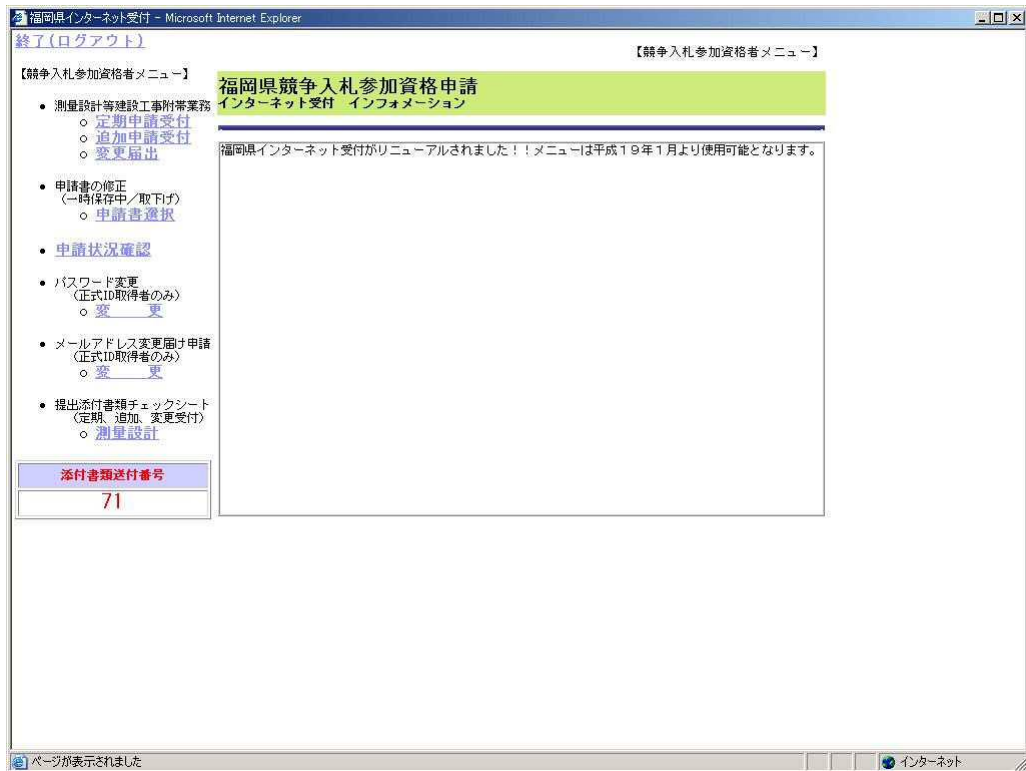 福岡県インターネット受付 - Microsoft Internet Explorer
終了(ログアウト)
【競争入札参加資格者メニュー】
【競争入札参加資格者メニュー】
• 測量設計等建設工事附帯業務
○ 定期申請受付
○ 追加申請受付
○ 変更届出
• 申請書の修正
(一時保存中/取下げ)
○ 申請書選択
• 申請状況確認
• パスワード変更
(正式ID取得者のみ)
○ 変 更
• メールアドレス変更届け申請
(正式ID取得者のみ)
○ 変 更
• 提出添付書類チェックシート
(定期、追加、変更受付)
○ 測量設計
添付書類送付番号
71
福岡県競争入札参加資格申請
インターネット受付 インフォメーション
福岡県インターネット受付がリニューアルされました!!メニューは平成19年1月より使用可能となります。
ページが表示されました
インターネット